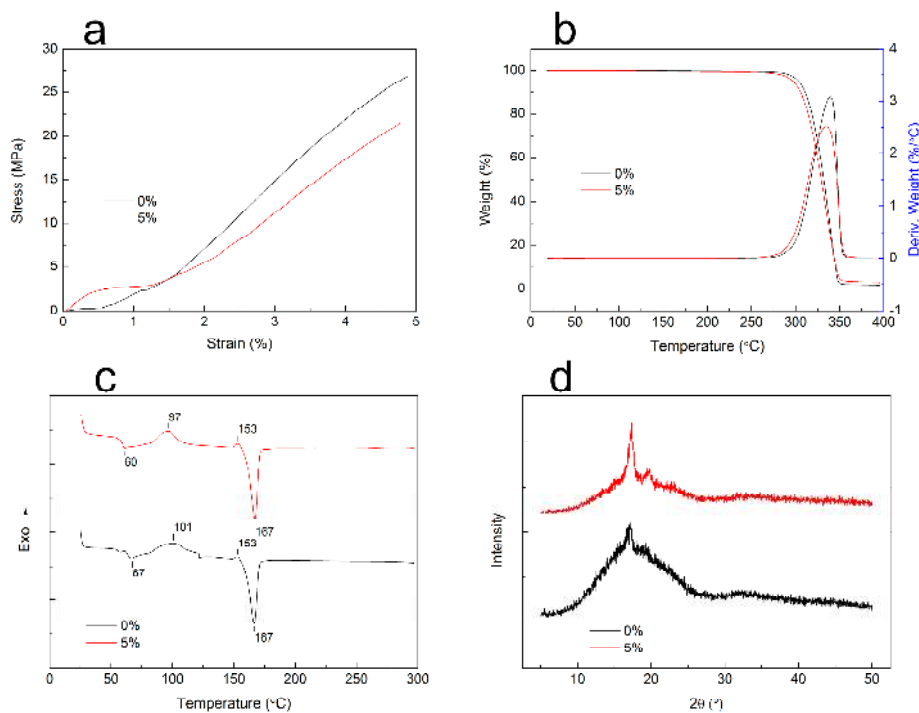 a
30
25
20
15
10
5
0
Stress (MPa)
0%
5%
0 1 2 3 4 5
Strain (%)
b
100
80
60
40
20
0
Weight (%)
4
3
2
1
0
-1
Deriv. Weight (%/°C)
0%
5%
0 50 100 150 200 250 300 350 400
Temperature (°C)
c
97
153
60
167
101
153
67
167
Exo
0%
5%
0 50 100 150 200 250 300
Temperature (°C)
d
Intensity
0%
5%
10 20 30 40 50
2θ (°)